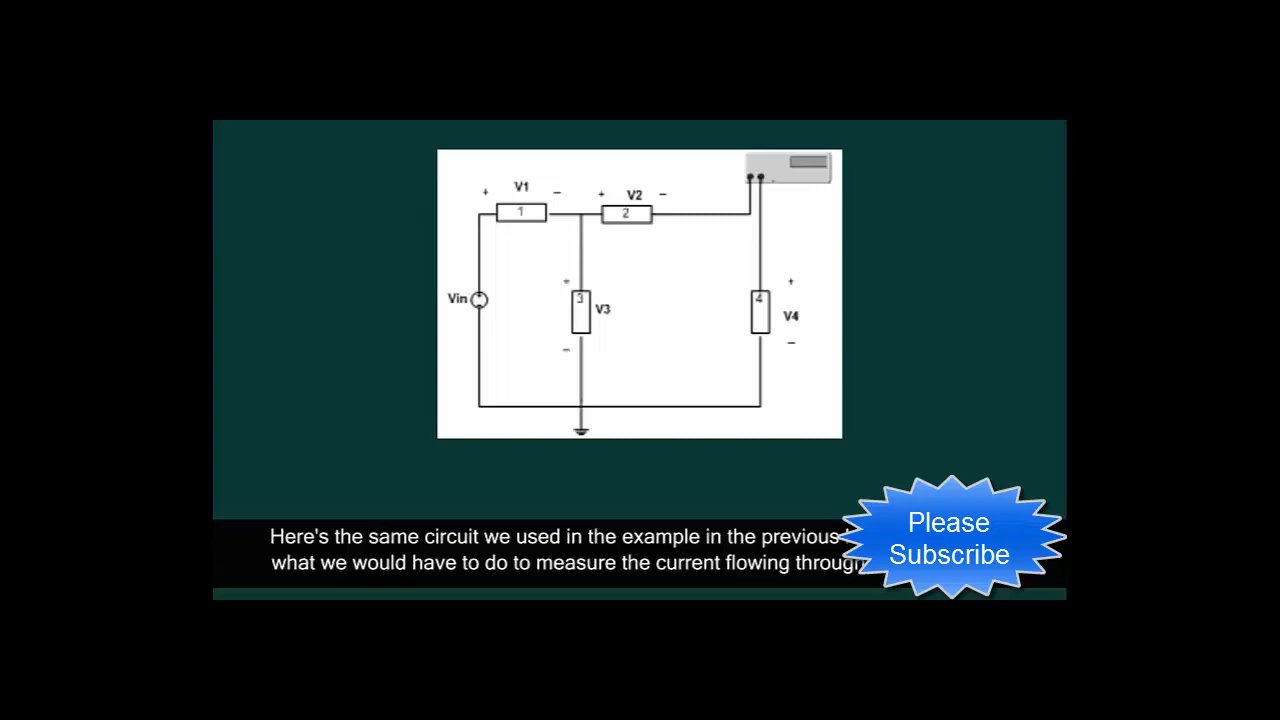 + V1 − + V2 −
1 2
Vin
+ 3 V3 −
+ 4 V4 −
Here's the same circuit we used in the example in the previous
what we would have to do to measure the current flowing through
Please
Subscribe